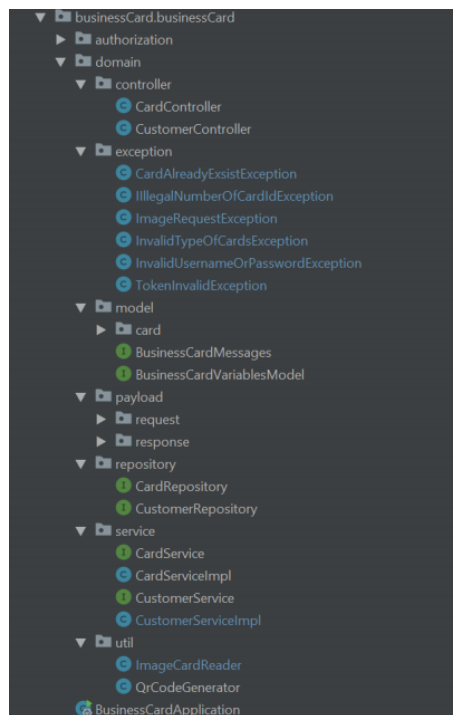 businessCard.businessCard
authorization
domain
controller
CardController
CustomerController
exception
CardAlreadyExsistException
IIllegalNumberOfCardIdException
ImageRequestException
InvalidTypeOfCardsException
InvalidUsernameOrPasswordException
TokenInvalidException
model
card
BusinessCardMessages
BusinessCardVariablesModel
payload
request
response
repository
CardRepository
CustomerRepository
service
CardService
CardServiceImpl
CustomerService
CustomerServiceImpl
util
ImageCardReader
QrCodeGenerator
BusinessCardApplication